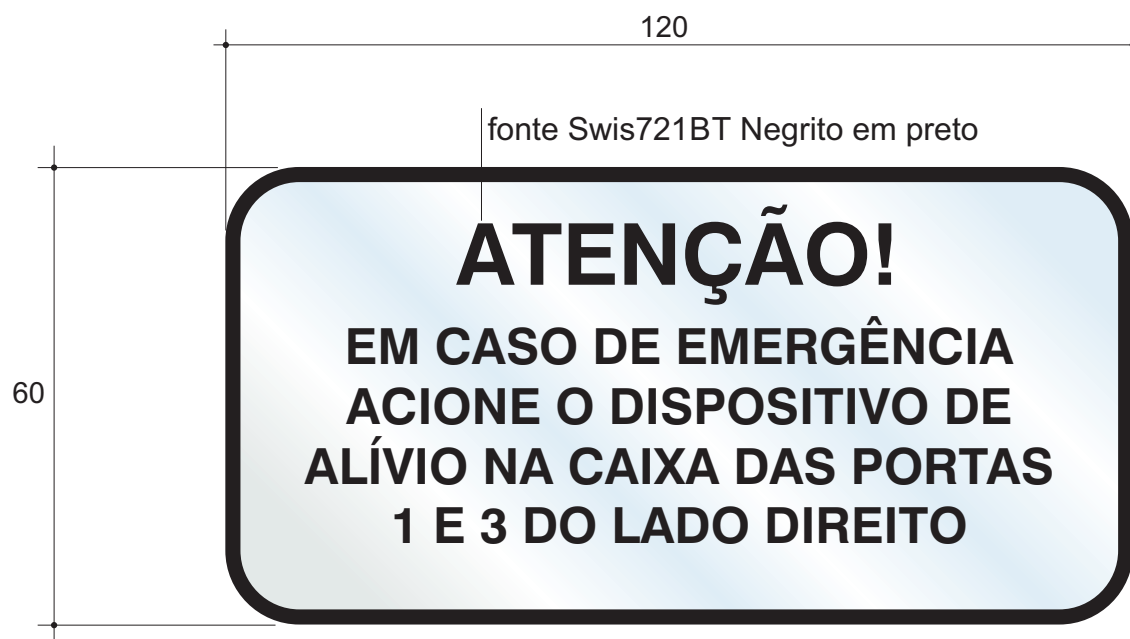 120
fonte Swis721BT Negrito em preto
ATENÇÃO!
EM CASO DE EMERGÊNCIA
60
ACIONE O DISPOSITIVO DE
ALÍVIO NA CAIXA DAS PORTAS
1 E 3 DO LADO DIREITO